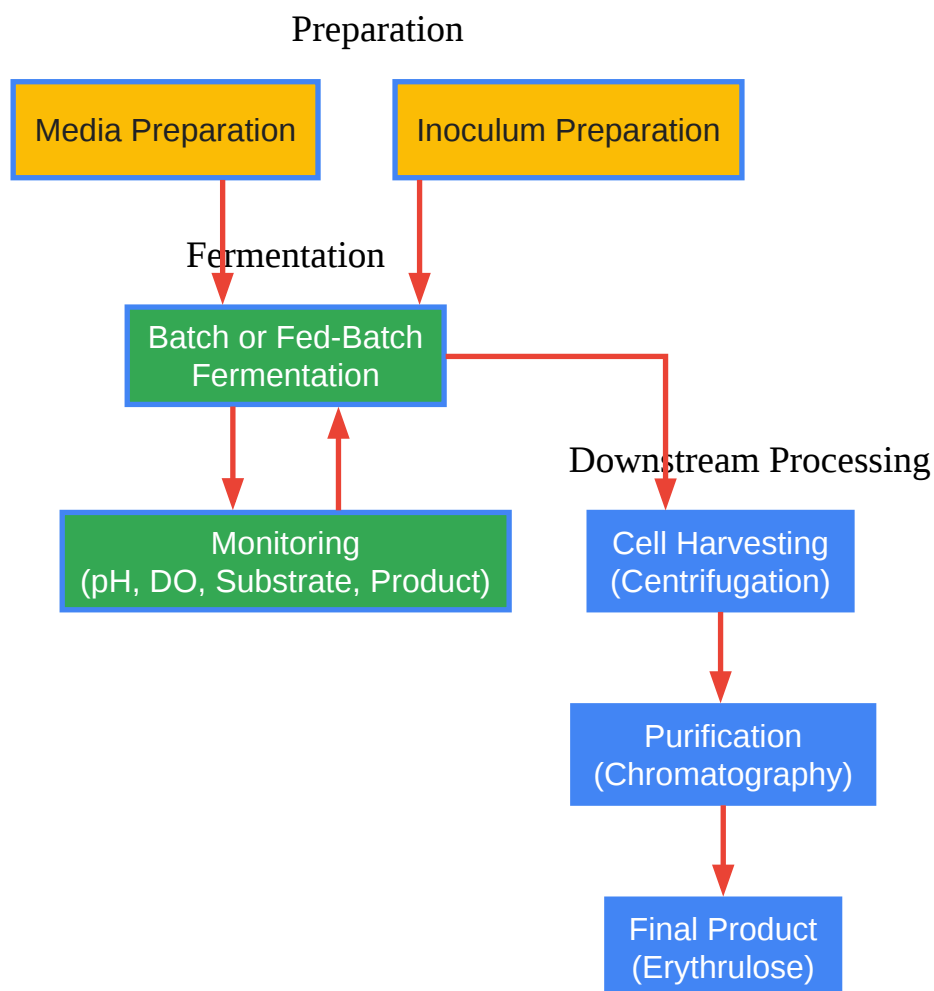 Preparation
Media Preparation
Inoculum Preparation
Fermentation
Batch or Fed-Batch
Fermentation
Monitoring
(pH, DO, Substrate, Product)
Downstream Processing
Cell Harvesting
(Centrifugation)
Purification
(Chromatography)
Final Product
(Erythrulose)